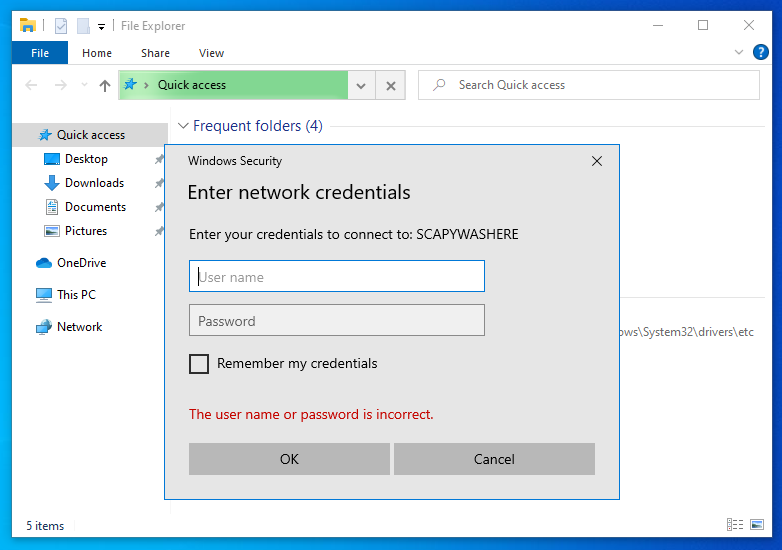 File Explorer
File Home Share View
Quick access
Search Quick access
Quick access
Desktop
Downloads
Documents
Pictures
OneDrive
This PC
Network
Frequent folders (4)
Windows Security
Enter network credentials
Enter your credentials to connect to: SCAPYWASHERE
User name
Password
Remember my credentials
The user name or password is incorrect.
OK Cancel
\System32\drivers\etc
5 items